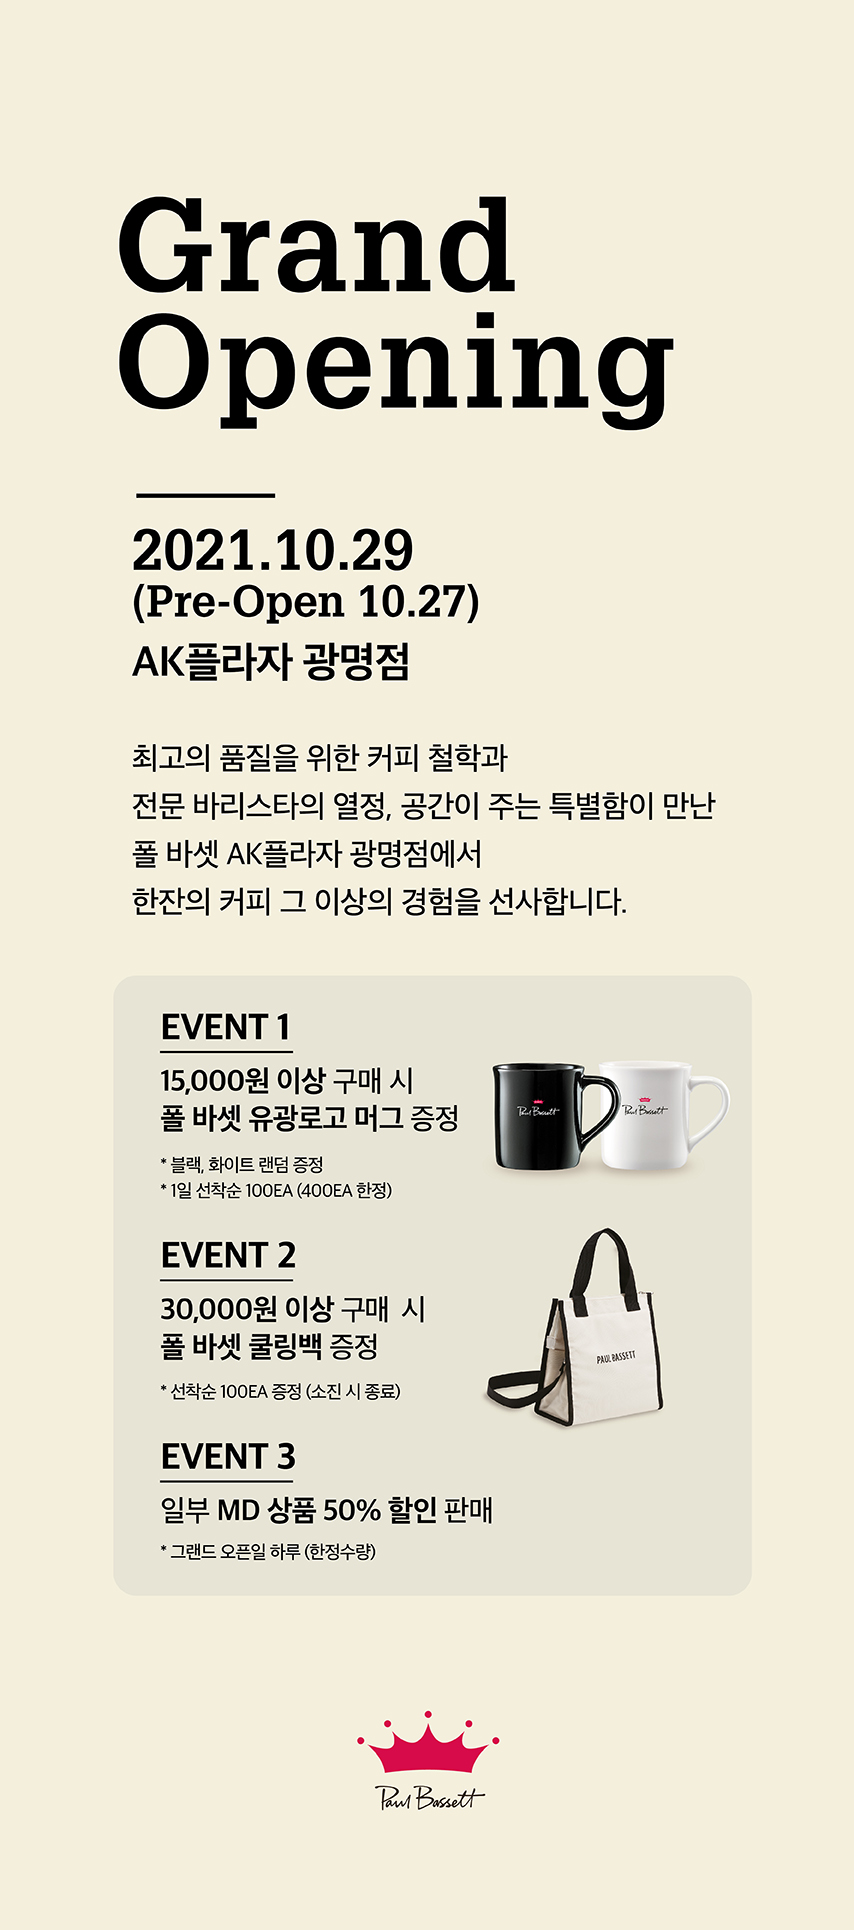 Grand
Opening
2021.10.29
(Pre-Open 10.27)
AK플라자 광명점
최고의 품질을 위한 커피 철학과
전문 바리스타의 열정, 공간이 주는 특별함이 만난
폴 바셋 AK플라자 광명점에서
한잔의 커피 그 이상의 경험을 선사합니다.
EVENT 1
15,000원 이상 구매 시
폴 바셋 유광로고 머그 증정
* 블랙, 화이트 랜덤 증정
* 1일 선착순 100EA (400EA 한정)
Paul Bassett
Paul Bassett
EVENT 2
30,000원 이상 구매 시
폴 바셋 쿨링백 증정
* 선착순 100EA 증정 (소진 시 종료)
PAUL BASSETT
EVENT 3
일부 MD 상품 50% 할인 판매
* 그랜드 오픈일 하루 (한정수량)
Paul Bassett